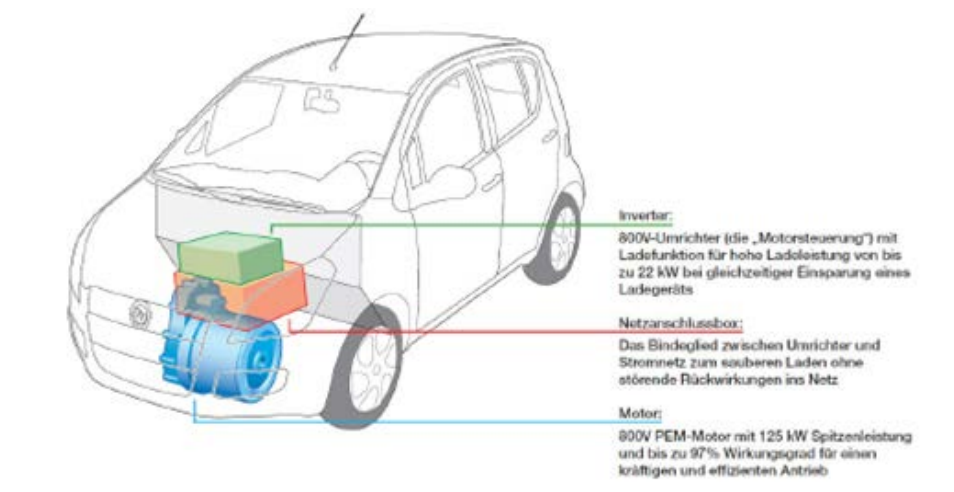 Inverter:
800V-Umrichter (die „Motorsteuerung") mit
Ladefunktion für hohe Ladeleistung von bis
zu 22 kW bei gleichzeitiger Einsparung eines
Ladegeräts
Netzanschlussbox:
Das Bindeglied zwischen Umrichter und
Stromnetz zum sauberen Laden ohne
störende Rückwirkungen ins Netz
Motor:
800V PEM-Motor mit 125 kW Spitzenleistung
und bis zu 97% Wirkungsgrad für einen
kräftigen und effizienten Antrieb